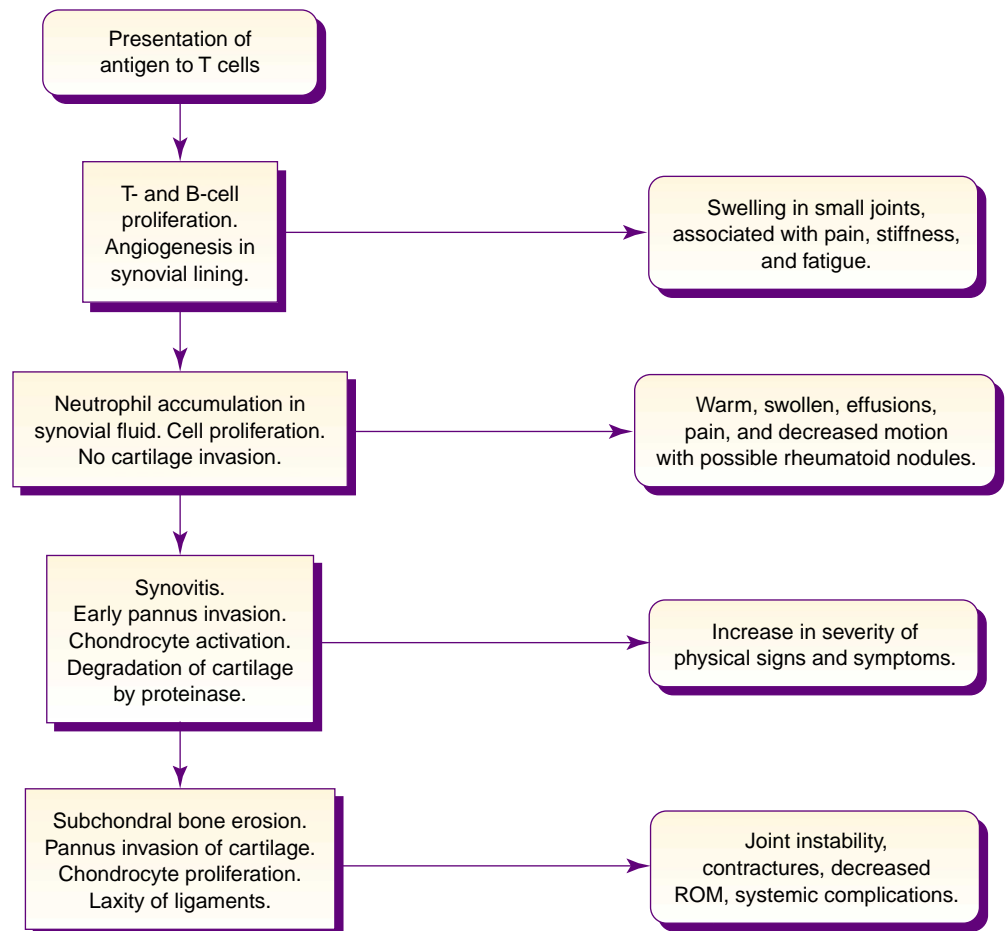 Presentation of
antigen to T cells
T- and B-cell
proliferation.
Angiogenesis in
synovial lining.
Swelling in small joints,
associated with pain, stiffness,
and fatigue.
Neutrophil accumulation in
synovial fluid. Cell proliferation.
No cartilage invasion.
Warm, swollen, effusions,
pain, and decreased motion
with possible rheumatoid nodules.
Synovitis.
Early pannus invasion.
Chondrocyte activation.
Degradation of cartilage
by proteinase.
Increase in severity of
physical signs and symptoms.
Subchondral bone erosion.
Pannus invasion of cartilage.
Chondrocyte proliferation.
Laxity of ligaments.
Joint instability,
contractures, decreased
ROM, systemic complications.